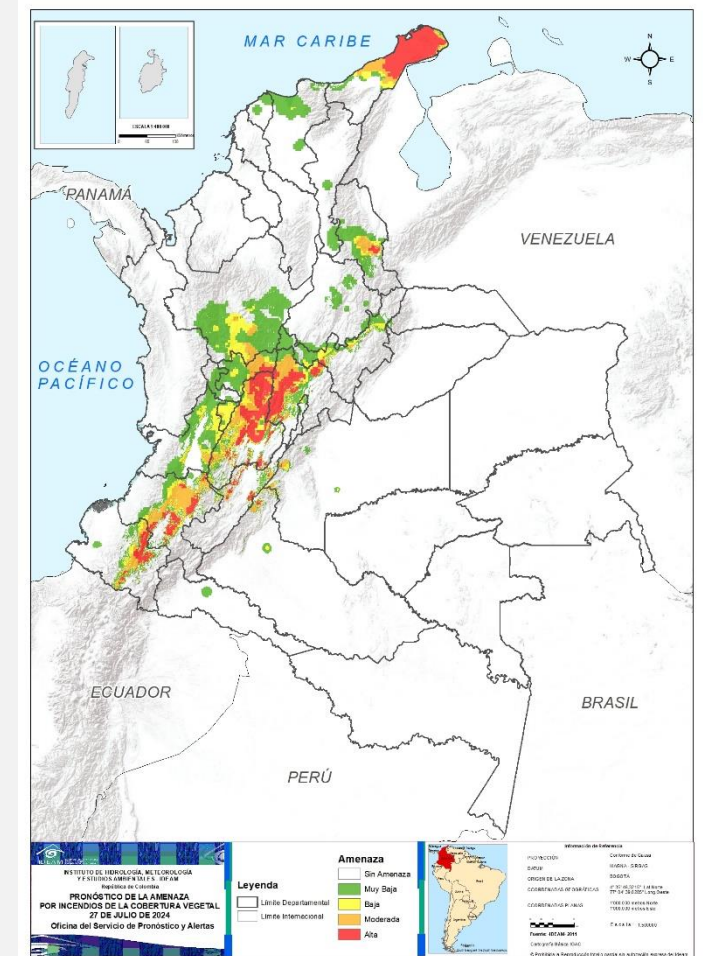 MAR CARIBE
N
W
E
S
PANAMÁ
VENEZUELA
OCÉANO
PACÍFICO
ECUADOR
BRASIL
PERÚ
IDEAM
INSTITUTO DE HIDROLOGÍA, METEOROLOGÍA
Y ESTUDIOS AMBIENTALES - IDEAM
República de Colombia
PRONÓSTICO DE LA AMENAZA
POR INCENDIOS DE LA COBERTURA VEGETAL
27 DE JULIO DE 2024
Oficina del Servicio de Pronóstico y Alertas
Leyenda
Límite Departamental
Límite Internacional
Amenaza
Sin Amenaza
Muy Baja
Baja
Moderada
Alta
Información de Referencia
PROYECCIÓN
DATUM
ORIGEN DE LA ZONA
BOGOTÁ
COORDENADAS GEOGRÁFICAS
COORDENADAS PLANAS
Fuente: IDEAM 2011